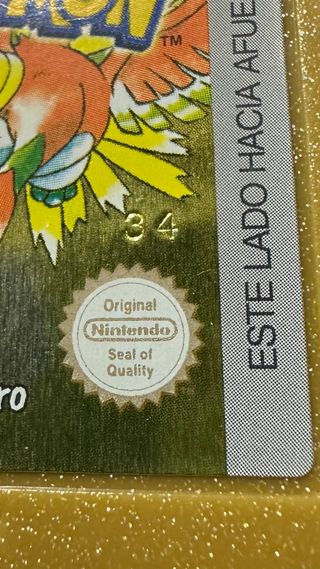 ™
34
Original
Nintendo
Seal of
Quality
ESTE LADO HACIA AFUE
ro